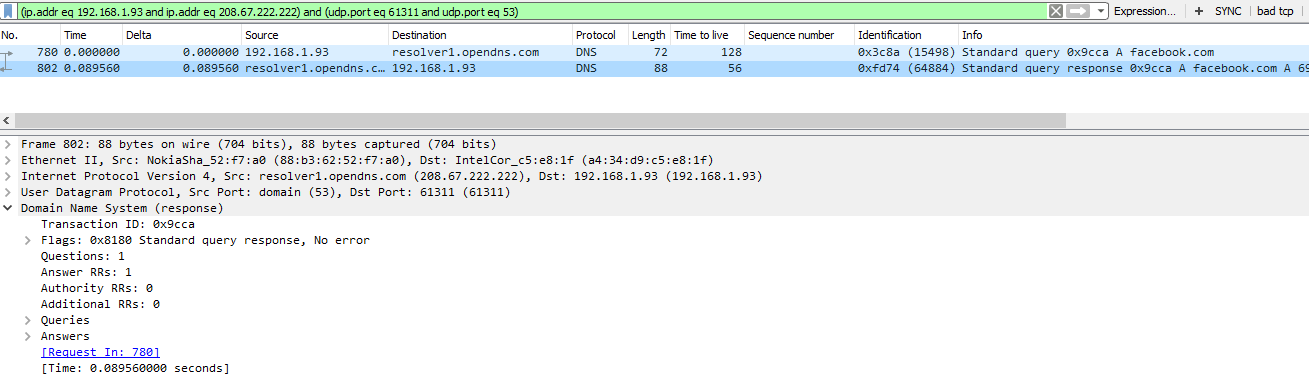 (ip.addr eq 192.168.1.93 and ip.addr eq 208.67.222.222) and (udp.port eq 61311 and udp.port eq 53) Expression... + SYNC bad tcp
No. Time Delta Source Destination Protocol Length Time to live Sequence number Identification Info
780 0.000000 0.000000 192.168.1.93 resolver1.opendns.com DNS 72 128 0x3c8a (15498) Standard query 0x9cca A facebook.com
802 0.089560 0.089560 resolver1.opendns.c… 192.168.1.93 DNS 88 56 0xfd74 (64884) Standard query response 0x9cca A facebook.com A 69
Frame 802: 88 bytes on wire (704 bits), 88 bytes captured (704 bits)
Ethernet II, Src: NokiaSha_52:f7:a0 (88:b3:62:52:f7:a0), Dst: IntelCor_c5:e8:1f (a4:34:d9:c5:e8:1f)
Internet Protocol Version 4, Src: resolver1.opendns.com (208.67.222.222), Dst: 192.168.1.93 (192.168.1.93)
User Datagram Protocol, Src Port: domain (53), Dst Port: 61311 (61311)
Domain Name System (response)
Transaction ID: 0x9cca
Flags: 0x8180 Standard query response, No error
Questions: 1
Answer RRs: 1
Authority RRs: 0
Additional RRs: 0
Queries
Answers
[Request In: 780]
[Time: 0.089560000 seconds]